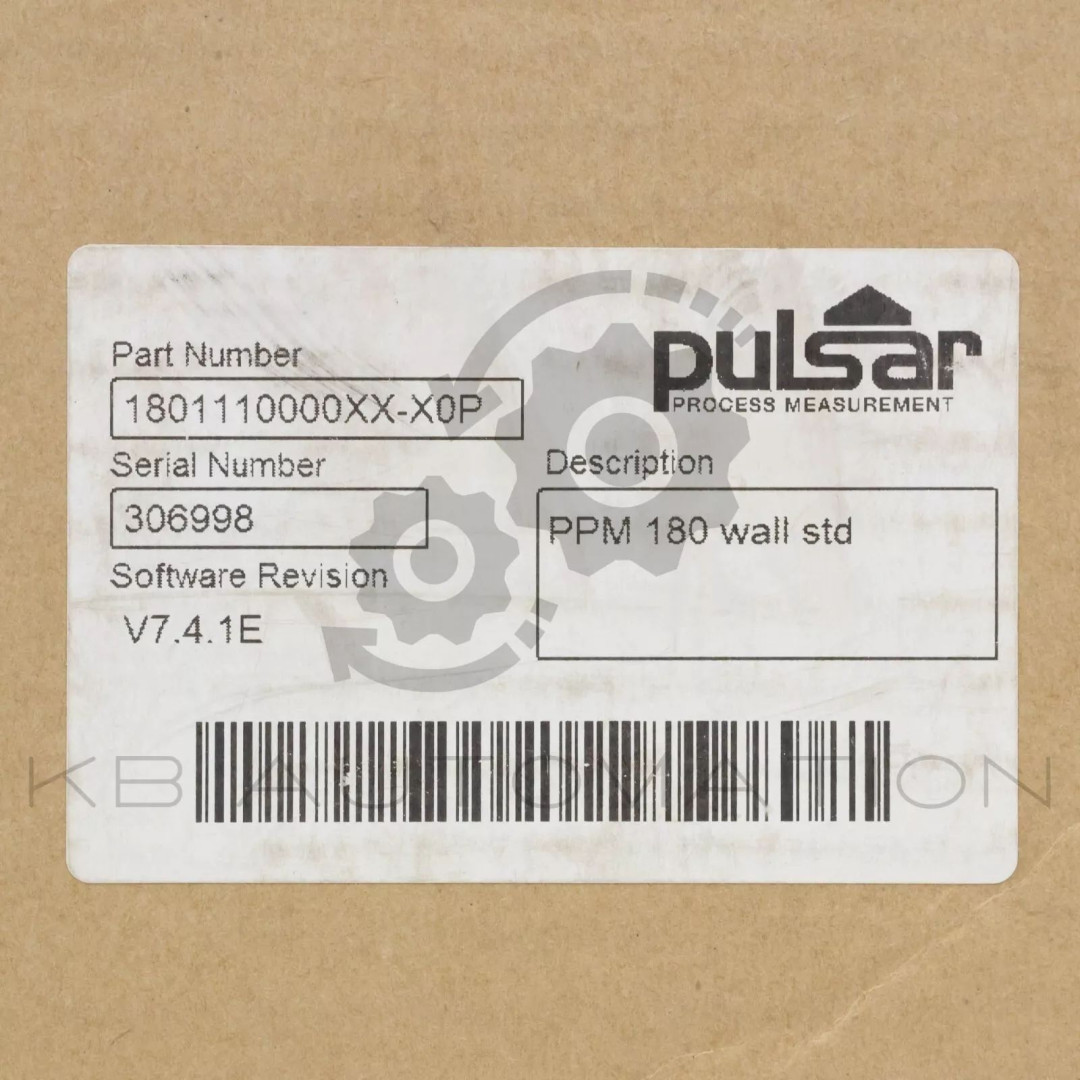 pulsar
PROCESS MEASUREMENT
Part Number
1801110000XX-X0P
Serial Number
306998
Software Revision
V7.4.1E
Description
PPM 180 wall std
KB AUTOMATION